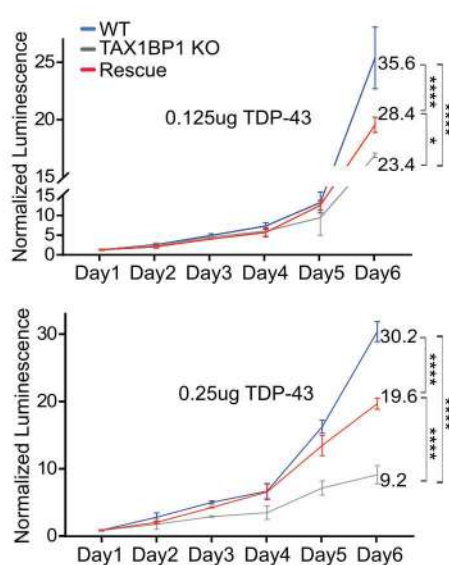 WT
TAX1BP1 KO
Rescue
Normalized Luminescence
0.125ug TDP-43
25
20
15
15
10
5
0
35.6
28.4
23.4
****
*
****
Day1 Day2 Day3 Day4 Day5 Day6
Normalized Luminescence
0.25ug TDP-43
30
20
10
0
30.2
19.6
9.2
****
****
****
Day1 Day2 Day3 Day4 Day5 Day6